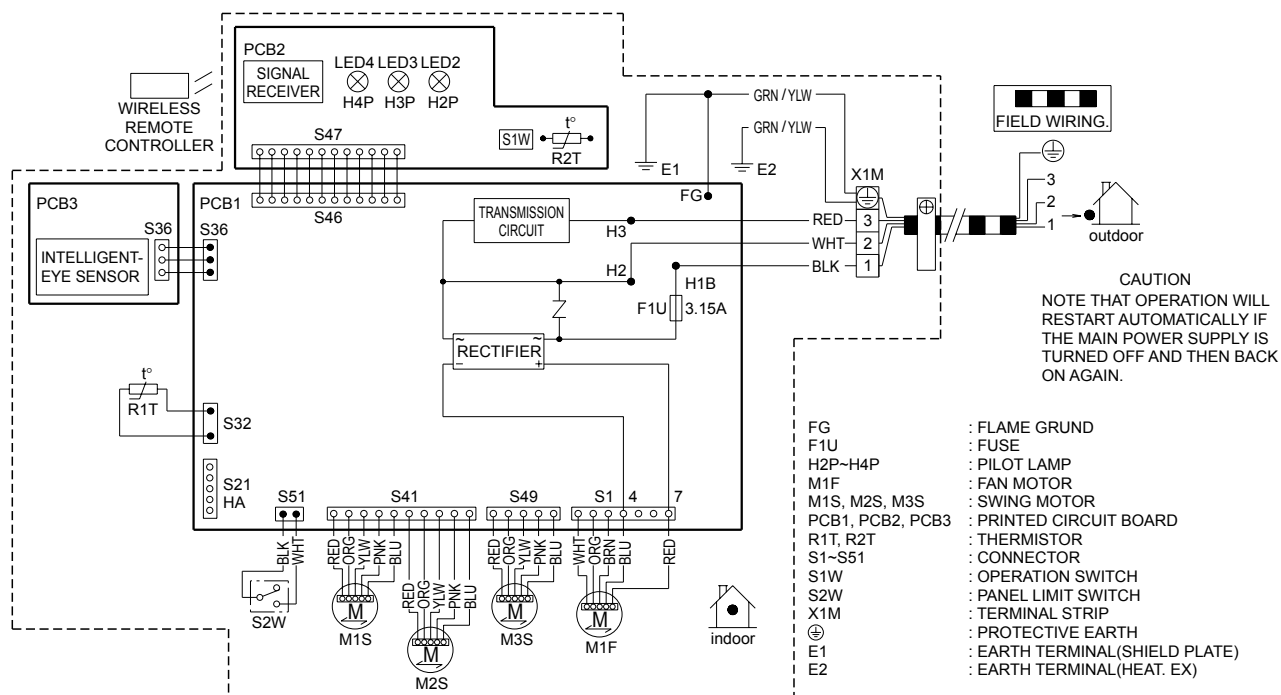 PCB2
SIGNAL
RECEIVER
LED4 LED3 LED2
H4P H3P H2P
WIRELESS
REMOTE
CONTROLLER
S47
S1W
t°
R2T
S46
GRN / YLW
GRN / YLW
E1
E2
FIELD WIRING.
X1M
3
2
1
RED
WHT
BLK
3
2
1
outdoor
PCB3
INTELLIGENT-
EYE SENSOR
S36
PCB1
S36
FG
TRANSMISSION
CIRCUIT
H3
H2
H1B
F1U
3.15A
~ ~
RECTIFIER
− +
t°
R1T
S32
S21
HA
S51
S41
S49
S1 4 7
BLK
WHT
S2W
RED
ORG
YLW
PNK
BLU
M
M1S
RED
ORG
YLW
PNK
BLU
M
M2S
RED
ORG
YLW
PNK
BLU
M
M3S
WHT
ORG
BRN
BLU
RED
M
M1F
indoor
CAUTION
NOTE THAT OPERATION WILL
RESTART AUTOMATICALLY IF
THE MAIN POWER SUPPLY IS
TURNED OFF AND THEN BACK
ON AGAIN.
FG : FLAME GRUND
F1U : FUSE
H2P~H4P : PILOT LAMP
M1F : FAN MOTOR
M1S, M2S, M3S : SWING MOTOR
PCB1, PCB2, PCB3 : PRINTED CIRCUIT BOARD
R1T, R2T : THERMISTOR
S1~S51 : CONNECTOR
S1W : OPERATION SWITCH
S2W : PANEL LIMIT SWITCH
X1M : TERMINAL STRIP
: PROTECTIVE EARTH
E1 : EARTH TERMINAL(SHIELD PLATE)
E2 : EARTH TERMINAL(HEAT. EX)